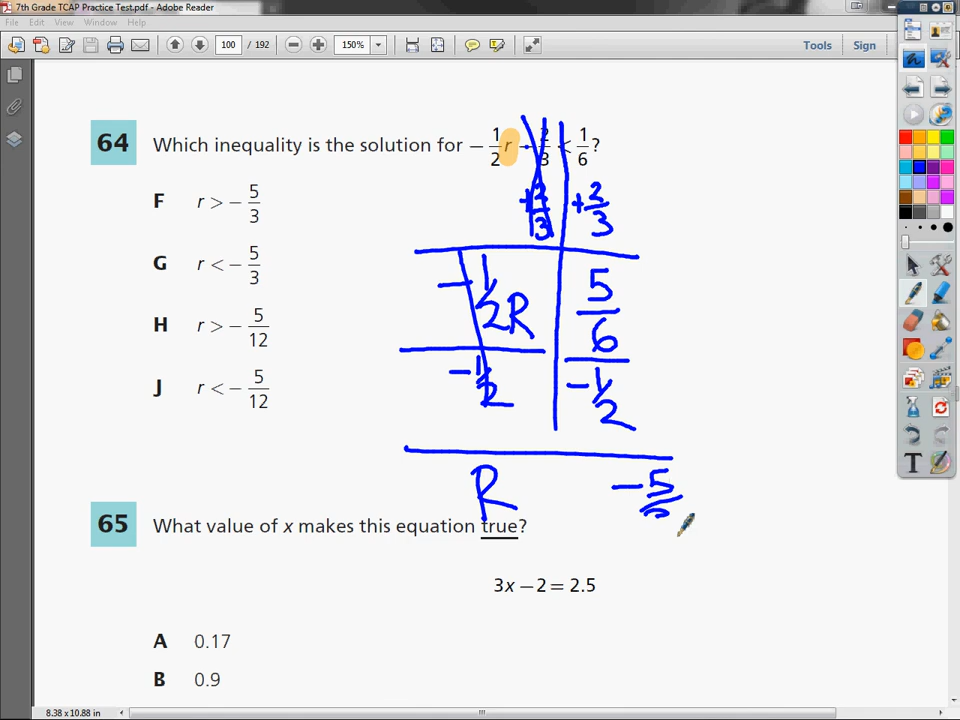 7th Grade TCAP Practice Test.pdf - Adobe Reader
File Edit View Window Help
100 / 192 150% Tools Sign
64 Which inequality is the solution for − 1/2 r − 2/3 < 1/6?
+ 2/3 + 2/3
F r > − 5/3
G r < − 5/3
H r > − 5/12
J r < − 5/12
− 1/2 R 5/6
− 1/2 − 1/2
R − 5
65 What value of x makes this equation true?
3x − 2 = 2.5
A 0.17
B 0.9
8.38 x 10.88 in
T